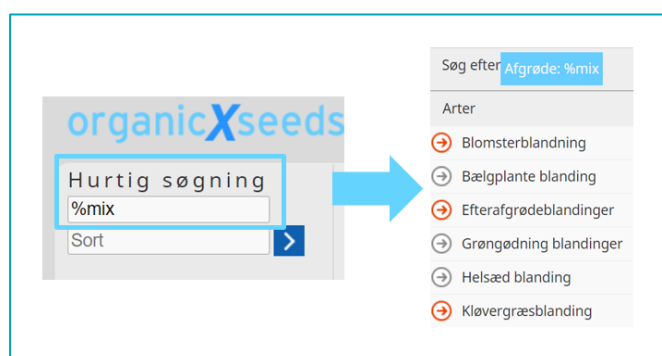 organicXseeds
Hurtig søgning
%mix
Sort
Søg efter Afgrøde: %mix
Arter
Blomsterblandning
Bælgplante blanding
Efterafgrødeblandinger
Grøngødning blandinger
Helsæd blanding
Kløvergræsblanding